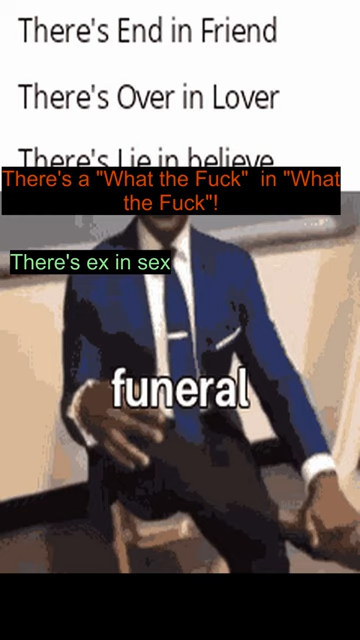 There's End in Friend
There's Over in Lover
There's Lie in believe
There's a "What the Fuck" in "What
the Fuck"!
There's ex in sex
funeral